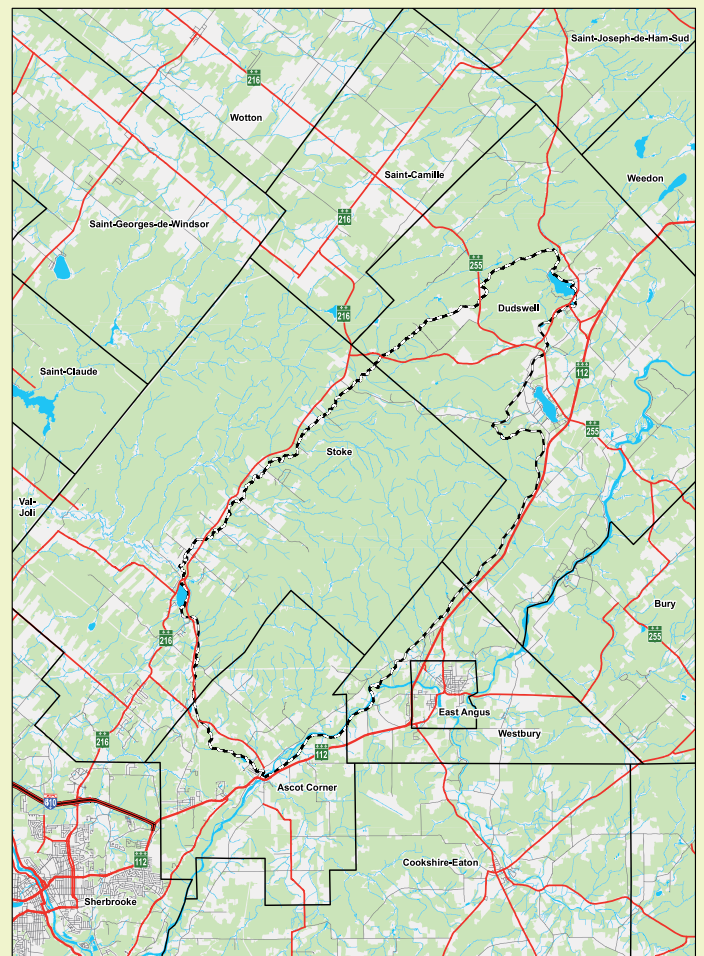 Saint-Joseph-de-Ham-Sud
216
Wotton
Saint-Camille
Weedon
Saint-Georges-de-Windsor
216
255
Dudswell
216
Saint-Claude
112
255
Stoke
Val-
Joli
Bury
216
255
East Angus
Westbury
216
112
Ascot Corner
410
112
Cookshire-Eaton
Sherbrooke